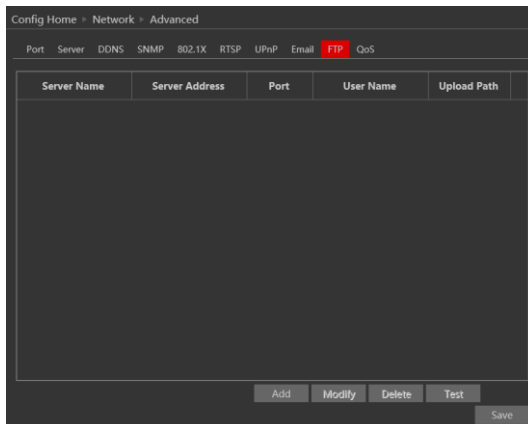 Config Home ▸ Network ▸ Advanced
Port Server DDNS SNMP 802.1X RTSP UPnP Email FTP QoS
Server Name Server Address Port User Name Upload Path
Add Modify Delete Test
Save